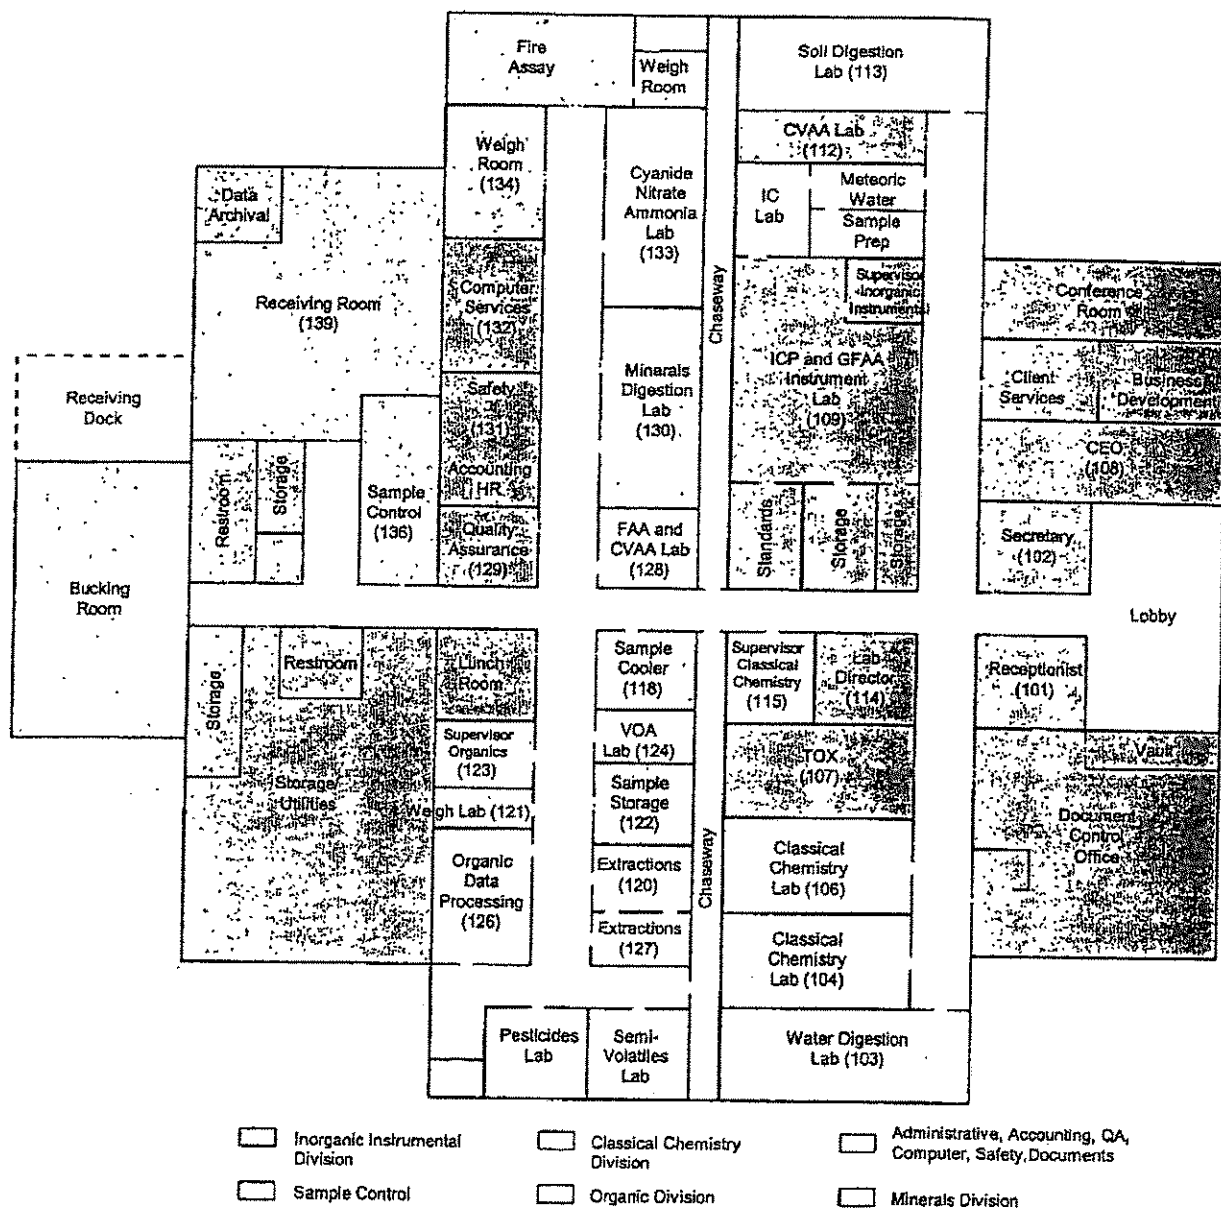 Fire
Assay
Weigh
Room
Soil Digestion
Lab (113)
CVAA Lab
(112)
Weigh
Room
(134)
Cyanide
Nitrate
Ammonia
Lab
(133)
IC
Lab
Meteoric
Water
Sample
Prep
Data
Archival
Receiving Room
(139)
Computer
Services
(132)
Chaseway
Supervisor
Inorganic
Instrumental
Conference
Room
ICP and GFAA
Instrument
Lab
(109)
Minerals
Digestion
Lab
(130)
Client
Services
Business
Development
Receiving
Dock
Safety
(131)
Accounting
HR
CEO
(108)
Restroom
Storage
Sample
Control
(136)
Quality
Assurance
(129)
FAA and
CVAA Lab
(128)
Standards
Storage
Storage
Secretary
(102)
Bucking
Room
Lobby
Storage
Restroom
Lunch
Room
Sample
Cooler
(118)
Supervisor
Classical
Chemistry
(115)
Lab
Director
(114)
Receptionist
(101)
Supervisor
Organics
(123)
VOA
Lab (124)
TOX
(107)
Vault
Storage
Utilities
Weigh Lab (121)
Sample
Storage
(122)
Document
Control
Office
Organic
Data
Processing
(126)
Extractions
(120)
Chaseway
Classical
Chemistry
Lab (106)
Extractions
(127)
Classical
Chemistry
Lab (104)
Pesticides
Lab
Semi-
Volatiles
Lab
Water Digestion
Lab (103)
Inorganic Instrumental
Division
Classical Chemistry
Division
Administrative, Accounting, QA,
Computer, Safety, Documents
Sample Control
Organic Division
Minerals Division